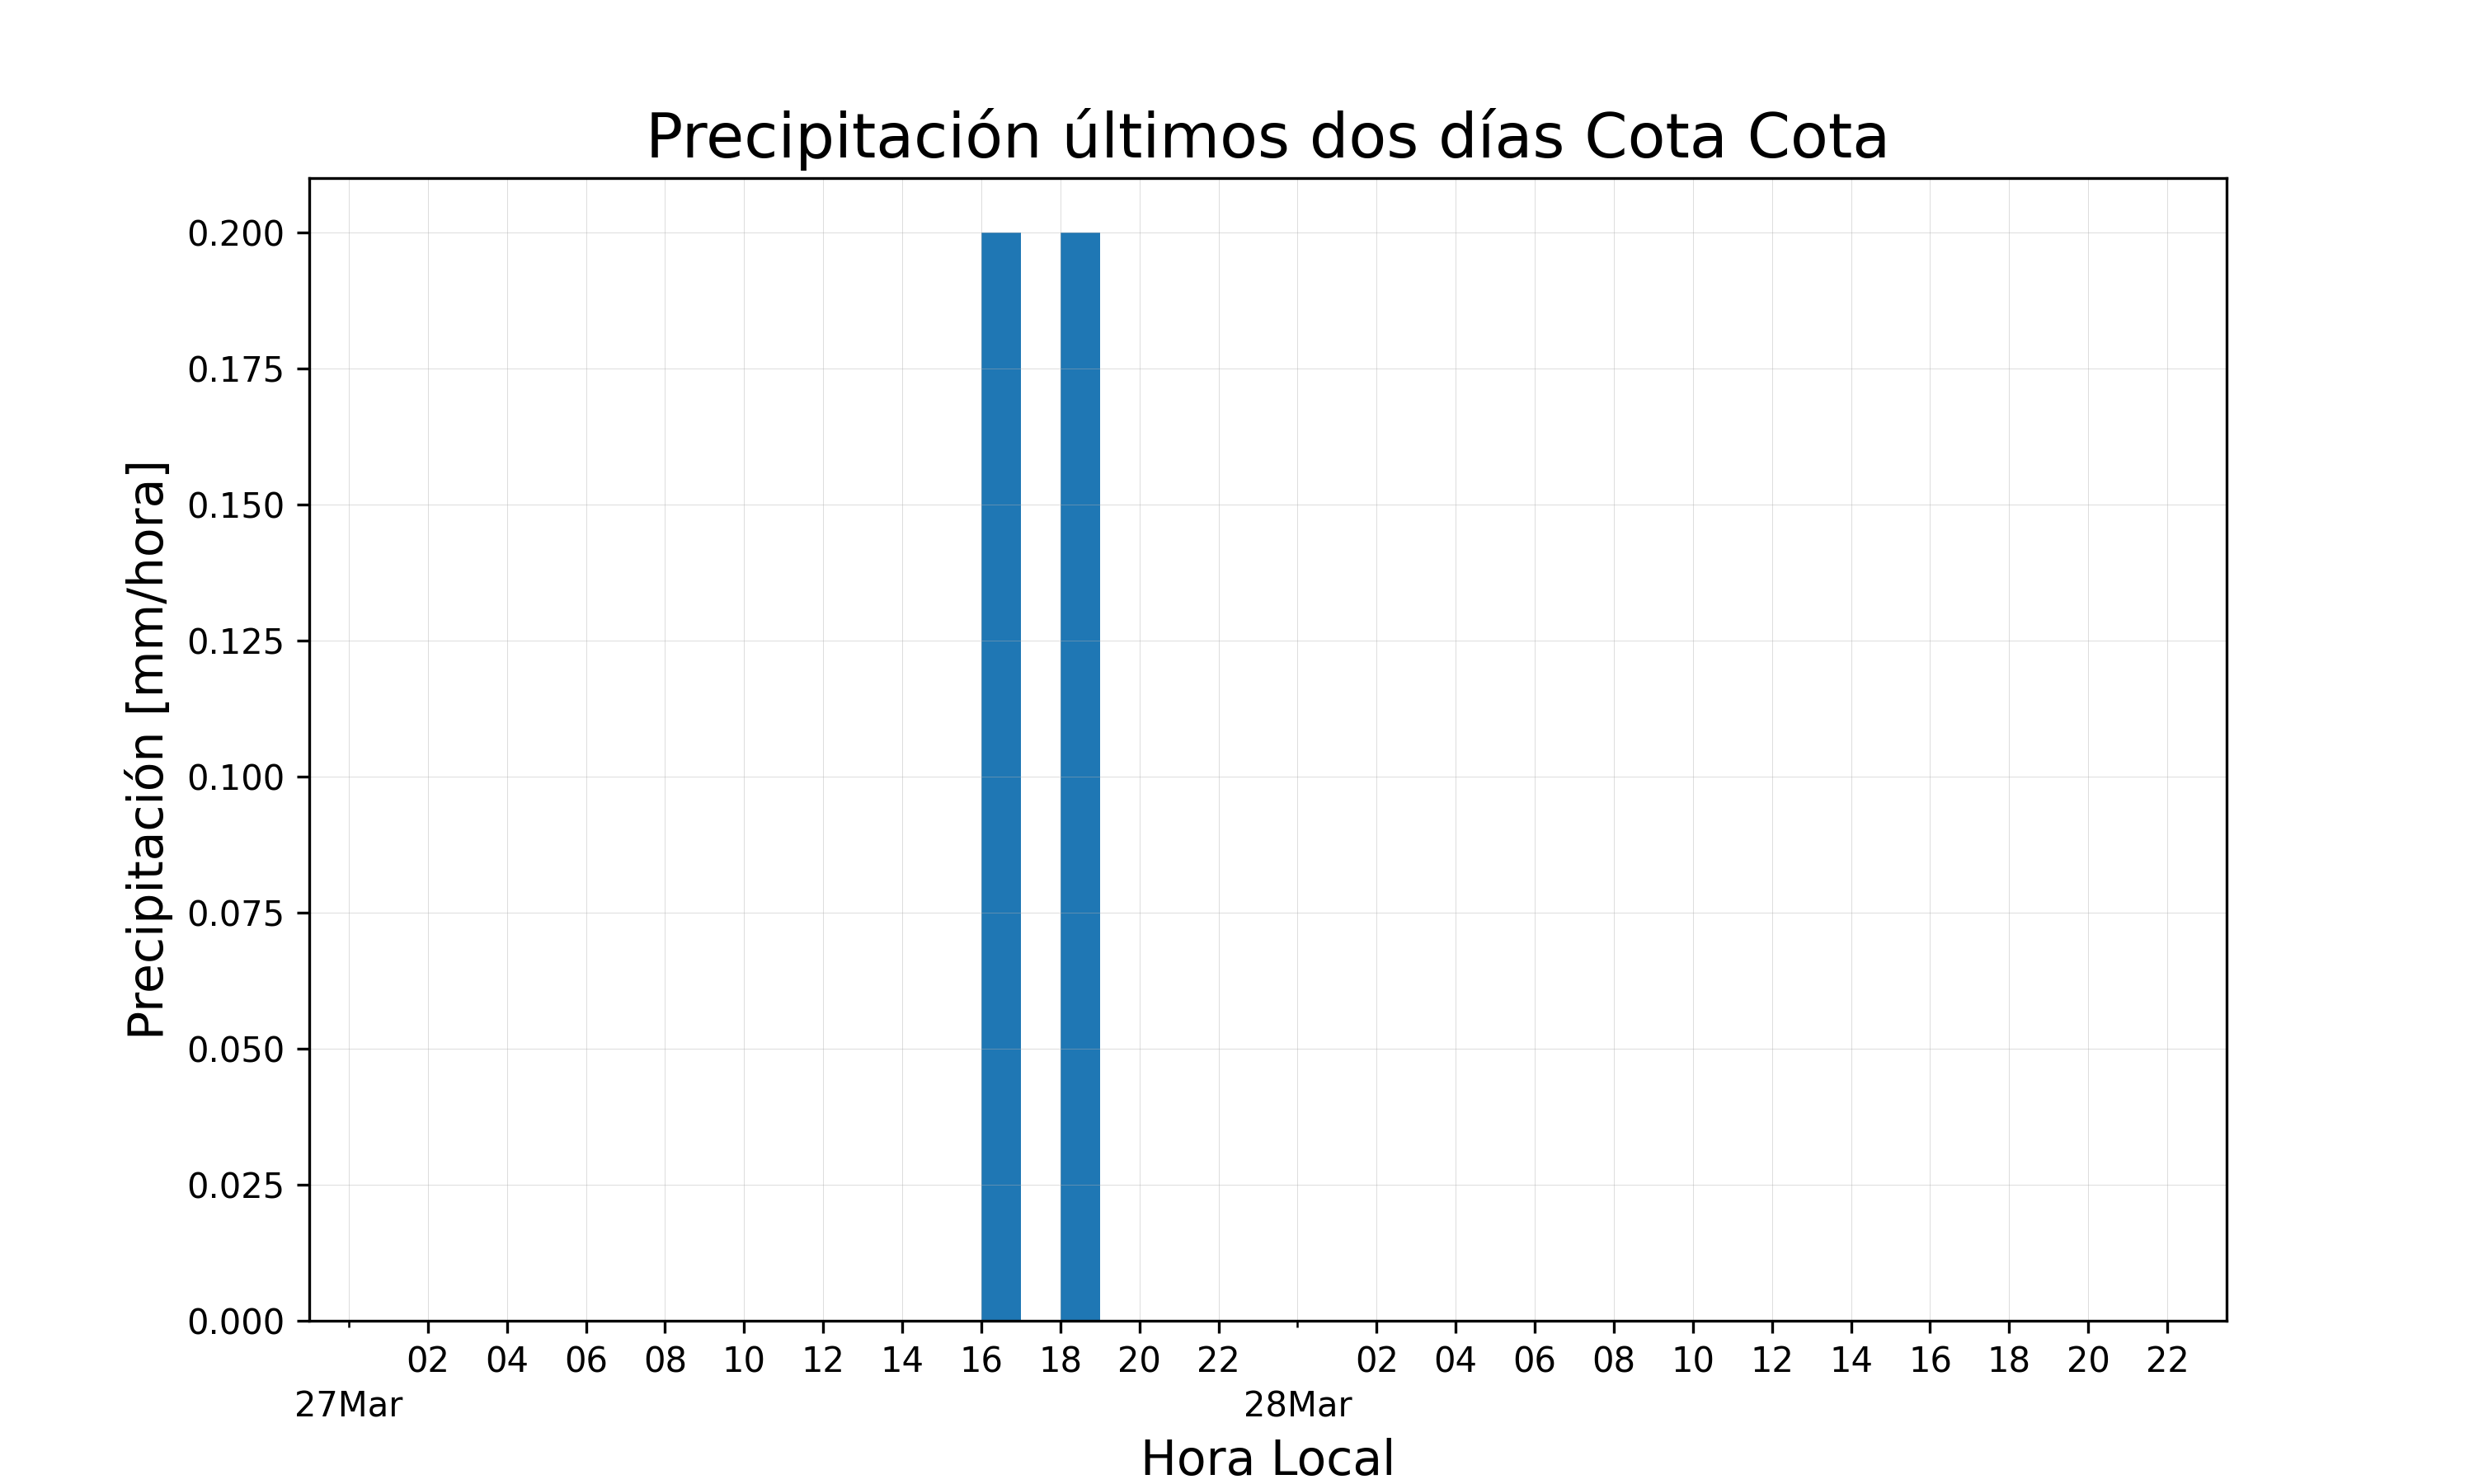 Precipitación últimos dos días Cota Cota
Precipitación [mm/hora]
0.200
0.175
0.150
0.125
0.100
0.075
0.050
0.025
0.000
02 04 06 08 10 12 14 16 18 20 22 02 04 06 08 10 12 14 16 18 20 22
27Mar 28Mar
Hora Local